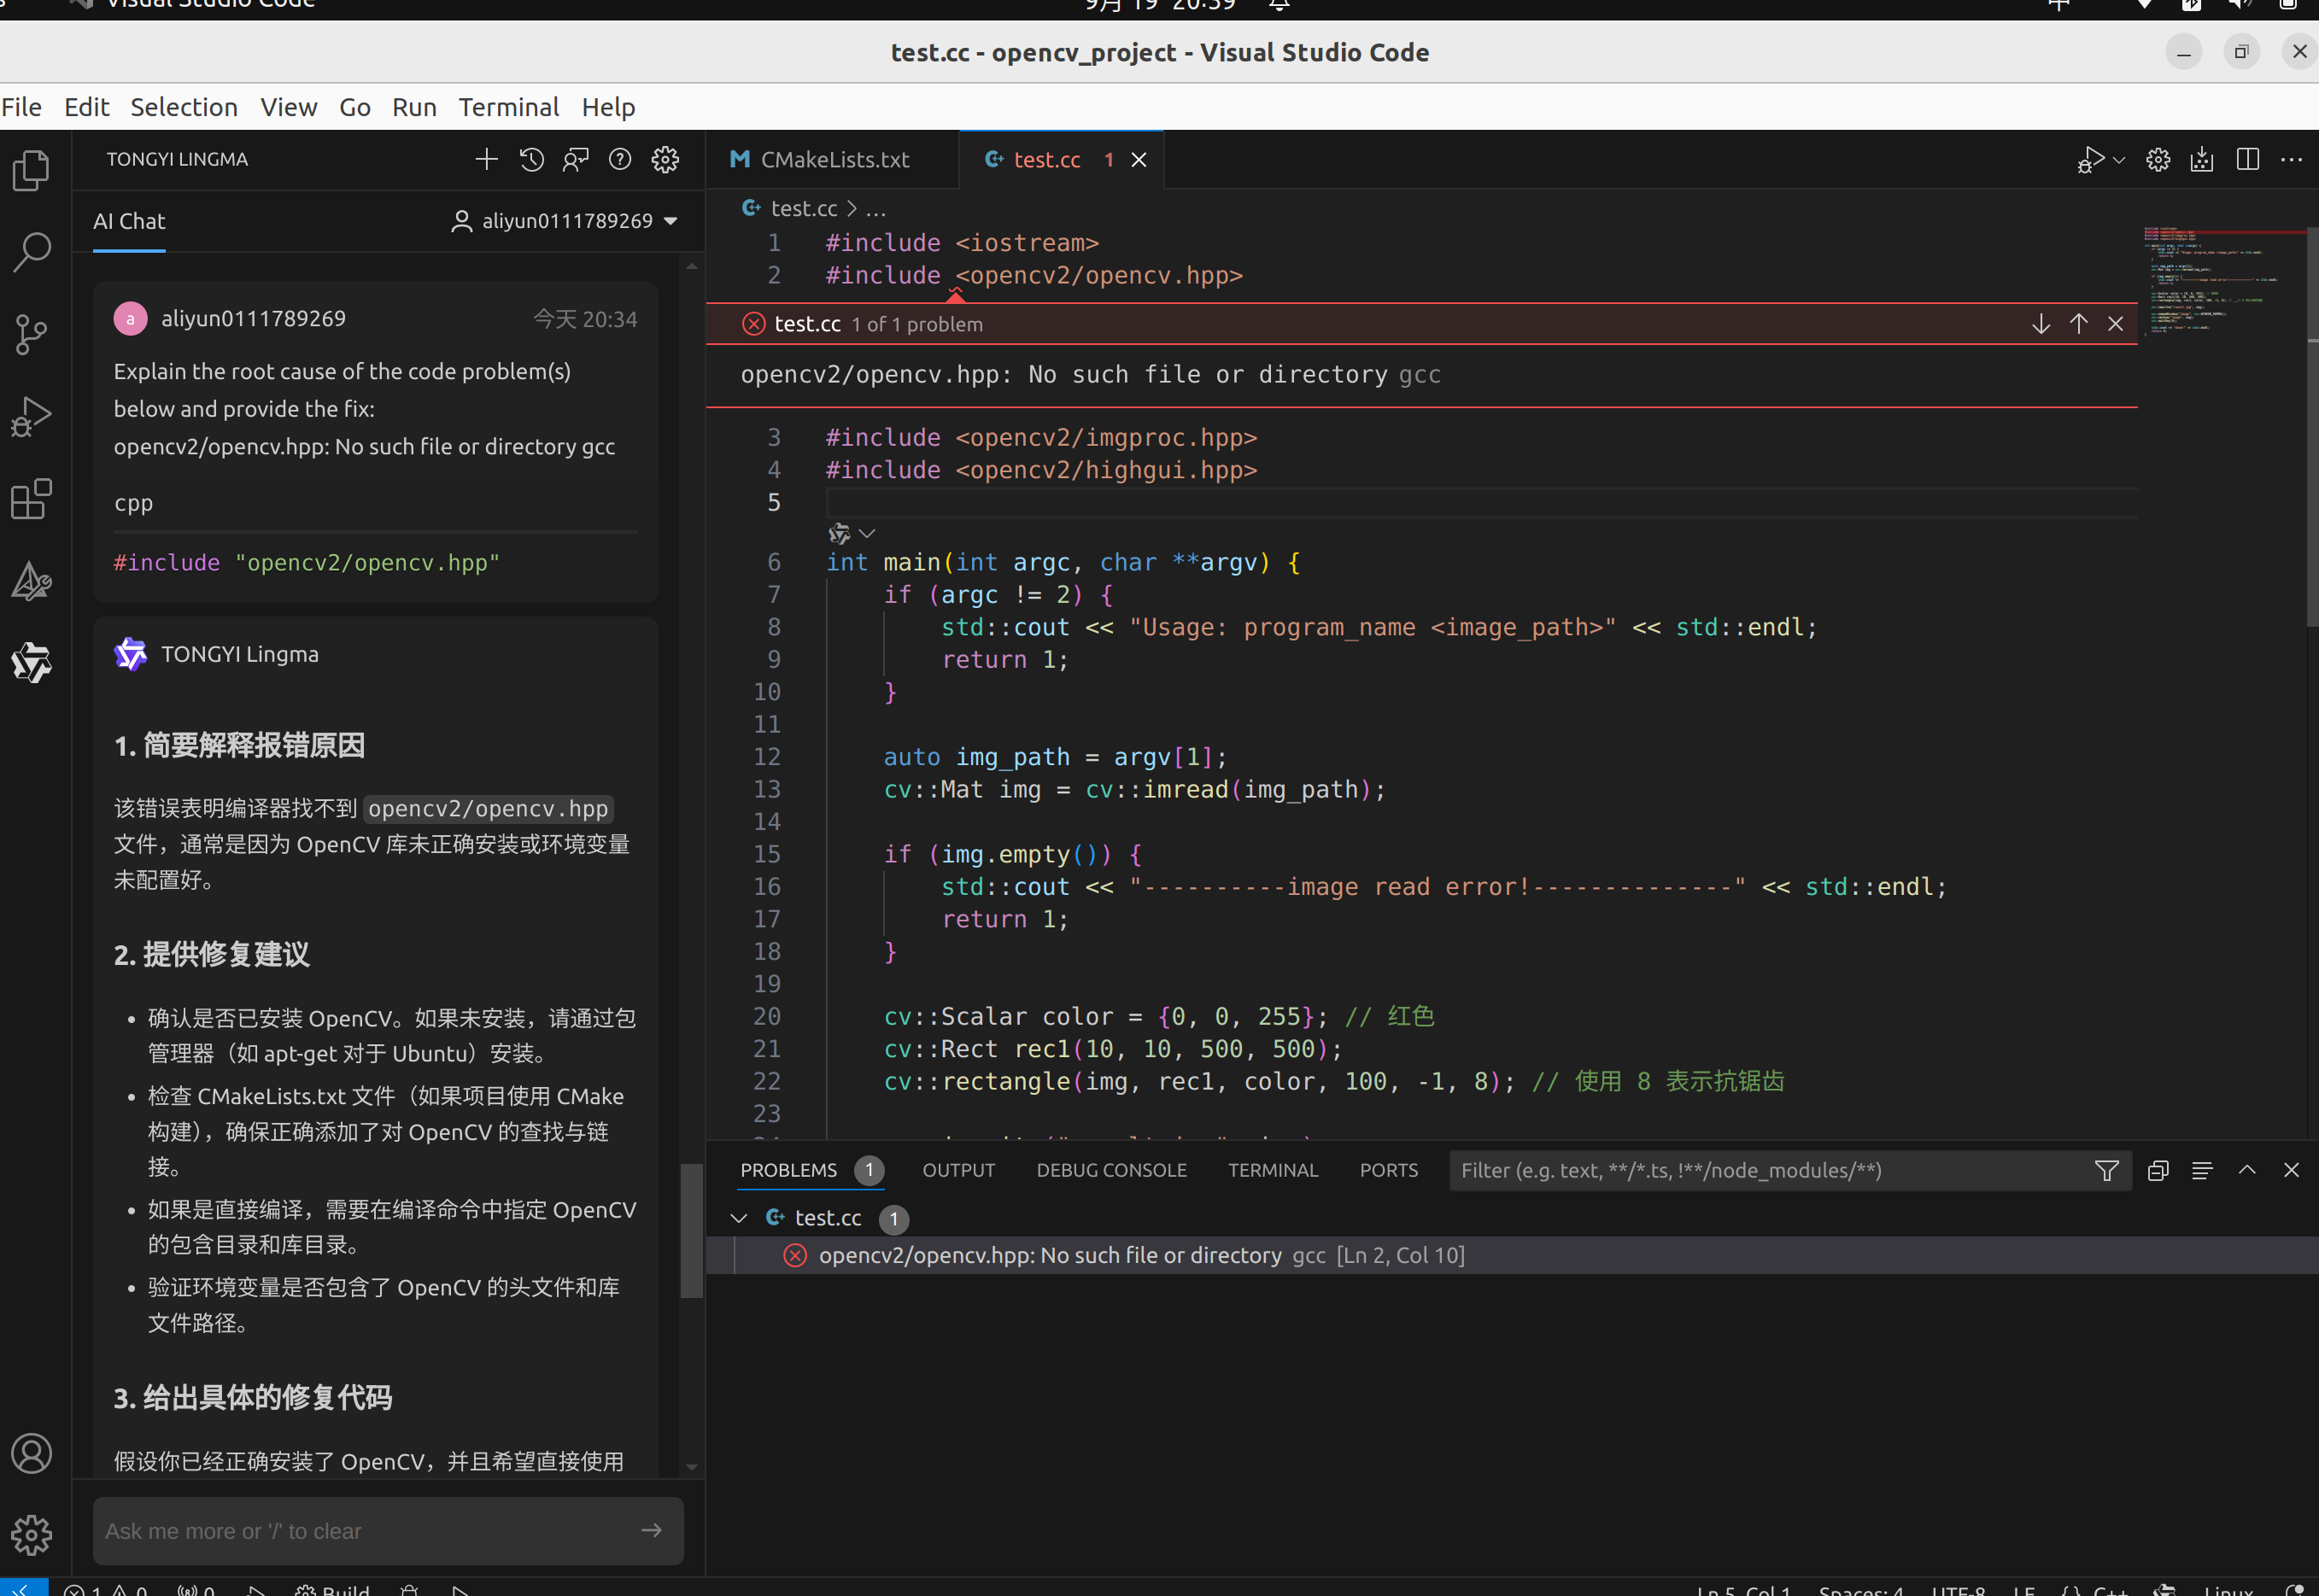 Visual Studio Code
9月 19 20:39
中
test.cc - opencv_project - Visual Studio Code
File Edit Selection View Go Run Terminal Help
TONGYI LINGMA
AI Chat
aliyun0111789269
a aliyun0111789269 今天 20:34
Explain the root cause of the code problem(s)
below and provide the fix:
opencv2/opencv.hpp: No such file or directory gcc
cpp
#include "opencv2/opencv.hpp"
TONGYI Lingma
1. 简要解释报错原因
该错误表明编译器找不到 opencv2/opencv.hpp
文件，通常是因为 OpenCV 库未正确安装或环境变量
未配置好。
2. 提供修复建议
• 确认是否已安装 OpenCV。如果未安装，请通过包
管理器（如 apt-get 对于 Ubuntu）安装。
• 检查 CMakeLists.txt 文件（如果项目使用 CMake
构建），确保正确添加了对 OpenCV 的查找与链
接。
• 如果是直接编译，需要在编译命令中指定 OpenCV
的包含目录和库目录。
• 验证环境变量是否包含了 OpenCV 的头文件和库
文件路径。
3. 给出具体的修复代码
假设你已经正确安装了 OpenCV，并且希望直接使用
Ask me more or '/' to clear
CMakeLists.txt
test.cc 1
test.cc > ...
1 #include <iostream>
2 #include <opencv2/opencv.hpp>
test.cc 1 of 1 problem
opencv2/opencv.hpp: No such file or directory gcc
3 #include <opencv2/imgproc.hpp>
4 #include <opencv2/highgui.hpp>
5
6 int main(int argc, char **argv) {
7 if (argc != 2) {
8 std::cout << "Usage: program_name <image_path>" << std::endl;
9 return 1;
10 }
11
12 auto img_path = argv[1];
13 cv::Mat img = cv::imread(img_path);
14
15 if (img.empty()) {
16 std::cout << "----------image read error!--------------" << std::endl;
17 return 1;
18 }
19
20 cv::Scalar color = {0, 0, 255}; // 红色
21 cv::Rect rec1(10, 10, 500, 500);
22 cv::rectangle(img, rec1, color, 100, -1, 8); // 使用 8 表示抗锯齿
23
PROBLEMS 1 OUTPUT DEBUG CONSOLE TERMINAL PORTS
Filter (e.g. text, **/*.ts, !**/node_modules/**)
test.cc 1
opencv2/opencv.hpp: No such file or directory gcc [Ln 2, Col 10]
1 0 0 Build
Ln 5, Col 1 Spaces: 4 UTF-8 LF {} C++ Linux